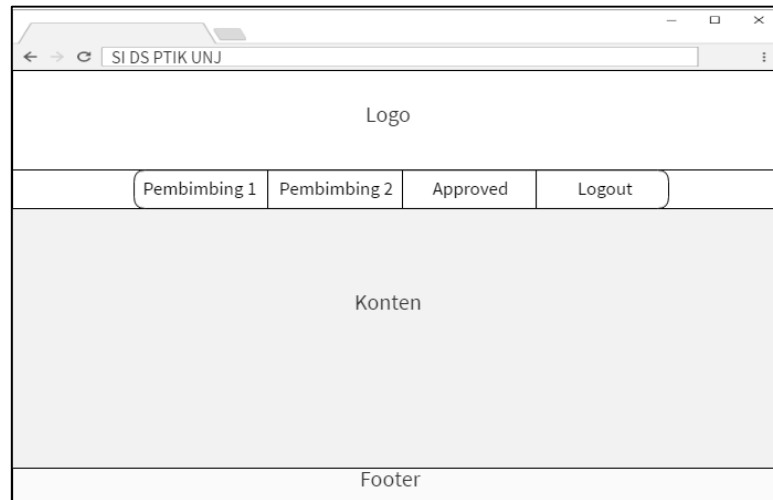 SI DS PTIK UNJ
Logo
Pembimbing 1 Pembimbing 2 Approved Logout
Konten
Footer